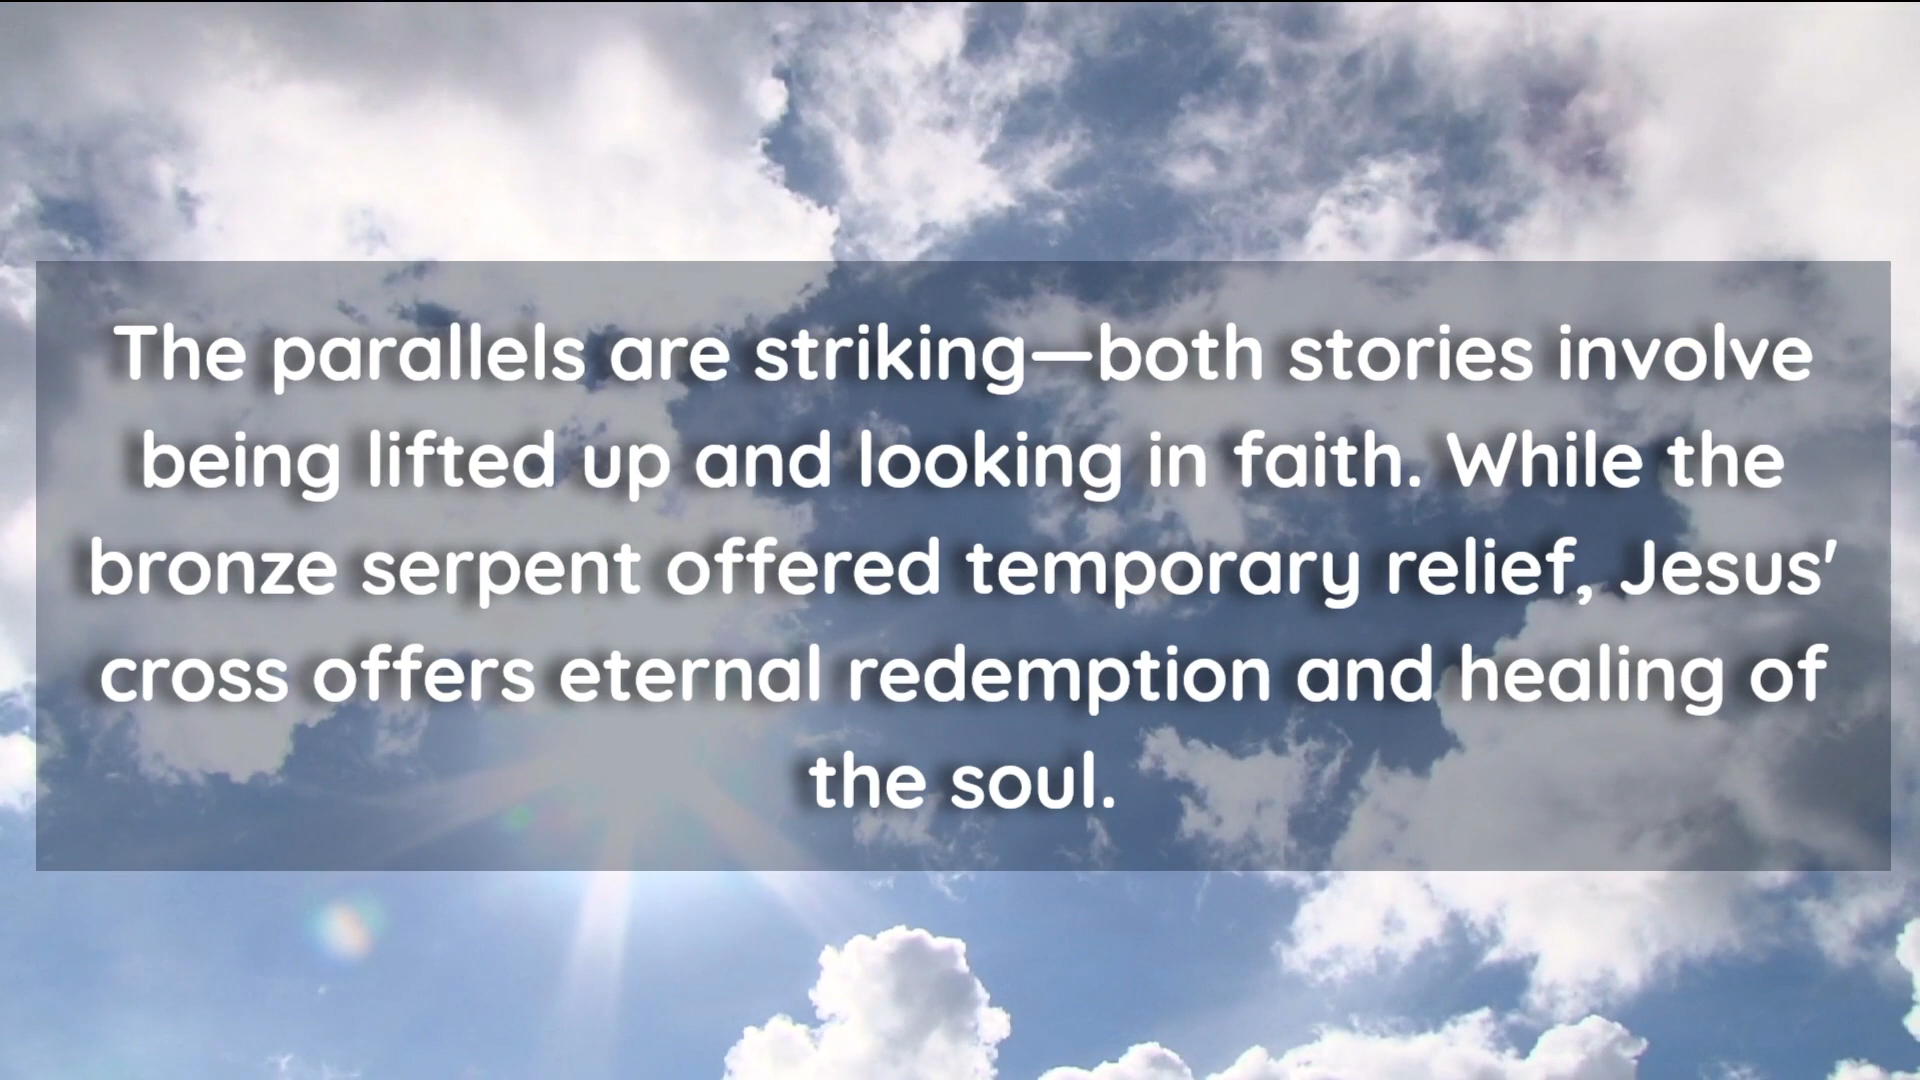 The parallels are striking—both stories involve
being lifted up and looking in faith. While the
bronze serpent offered temporary relief, Jesus'
cross offers eternal redemption and healing of
the soul.